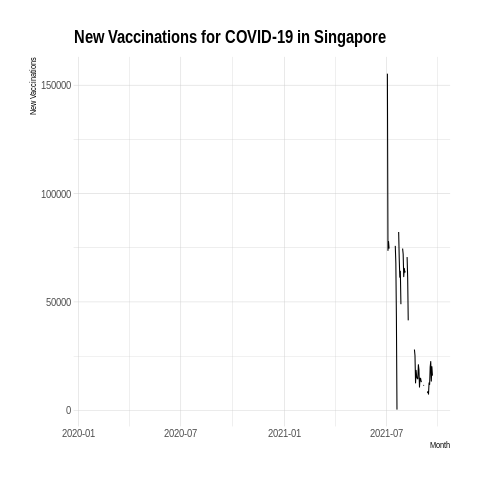 New Vaccinations for COVID-19 in Singapore
New Vaccinations
150000
100000
50000
0
2020-01 2020-07 2021-01 2021-07
Month